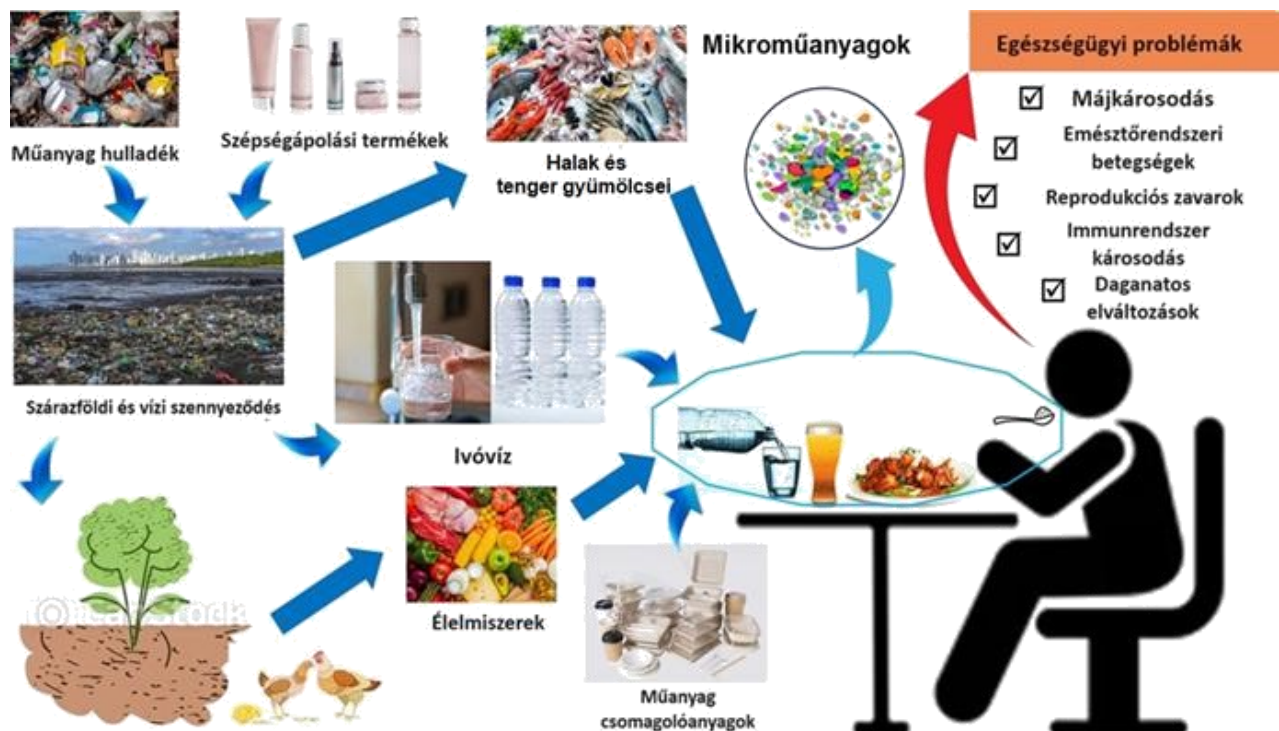 Mikroműanyagok
Egészségügyi problémák
Májkárosodás
Emésztőrendszeri
betegségek
Reprodukciós zavarok
Immunrendszer
károsodás
Daganatos
elváltozások
Műanyag hulladék
Szépségápolási termékek
Halak és
tenger gyümölcsei
Szárazföldi és vízi szennyeződés
Ivóvíz
Élelmiszerek
Műanyag
csomagolóanyagok